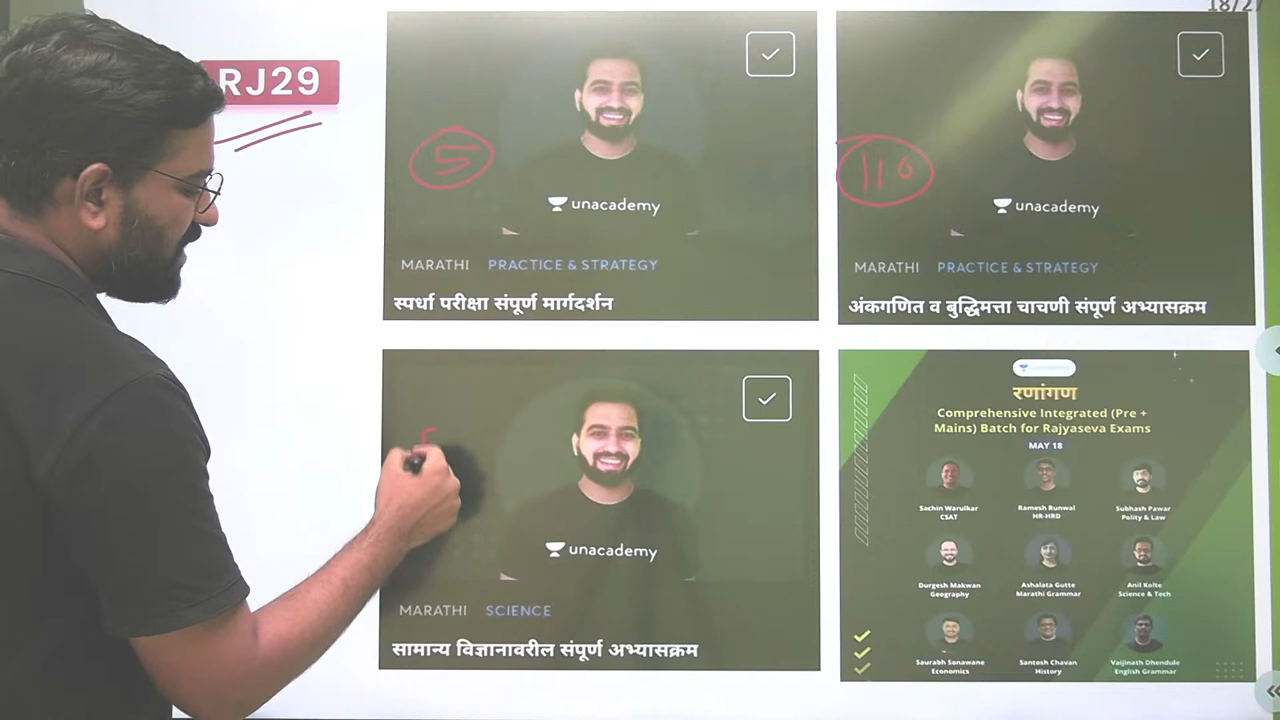 18/27
RJ29
5
unacademy
MARATHI PRACTICE & STRATEGY
स्पर्धा परीक्षा संपूर्ण मार्गदर्शन
110
unacademy
MARATHI PRACTICE & STRATEGY
अंकगणित व बुद्धिमत्ता चाचणी संपूर्ण अभ्यासक्रम
unacademy
MARATHI SCIENCE
सामान्य विज्ञानावरील संपूर्ण अभ्यासक्रम
रणांगण
Comprehensive Integrated (Pre +
Mains) Batch for Rajyaseva Exams
MAY 18
Sachin Warulkar
CSAT
Ramesh Runwal
HR-HRD
Subhash Pawar
Polity & Law
Durgesh Makwan
Geography
Ashalata Gutte
Marathi Grammar
Anil Kolte
Science & Tech
Saurabh Sonawane
Economics
Santosh Chavan
History
Vaijinath Dhendule
English Grammar